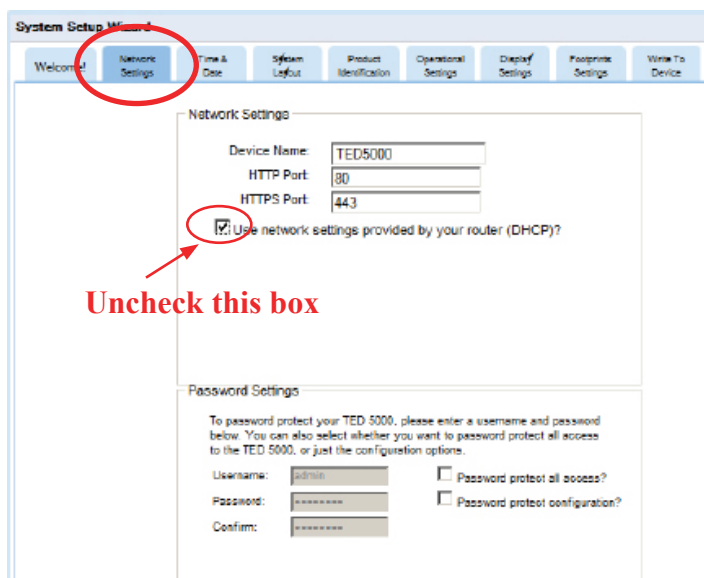 System Setup Wizard
Welcome!
Network Settings
Time & Date
System Layout
Product Identification
Operational Settings
Display Settings
Footprints Settings
Write To Device
Network Settings
Device Name: TED5000
HTTP Port: 80
HTTPS Port: 443
Use network settings provided by your router (DHCP)?
Uncheck this box
Password Settings
To password protect your TED 5000, please enter a username and password
below. You can also select whether you want to password protect all access
to the TED 5000, or just the configuration options.
Username: admin Password protect all access?
Password: -------- Password protect configuration?
Confirm: --------